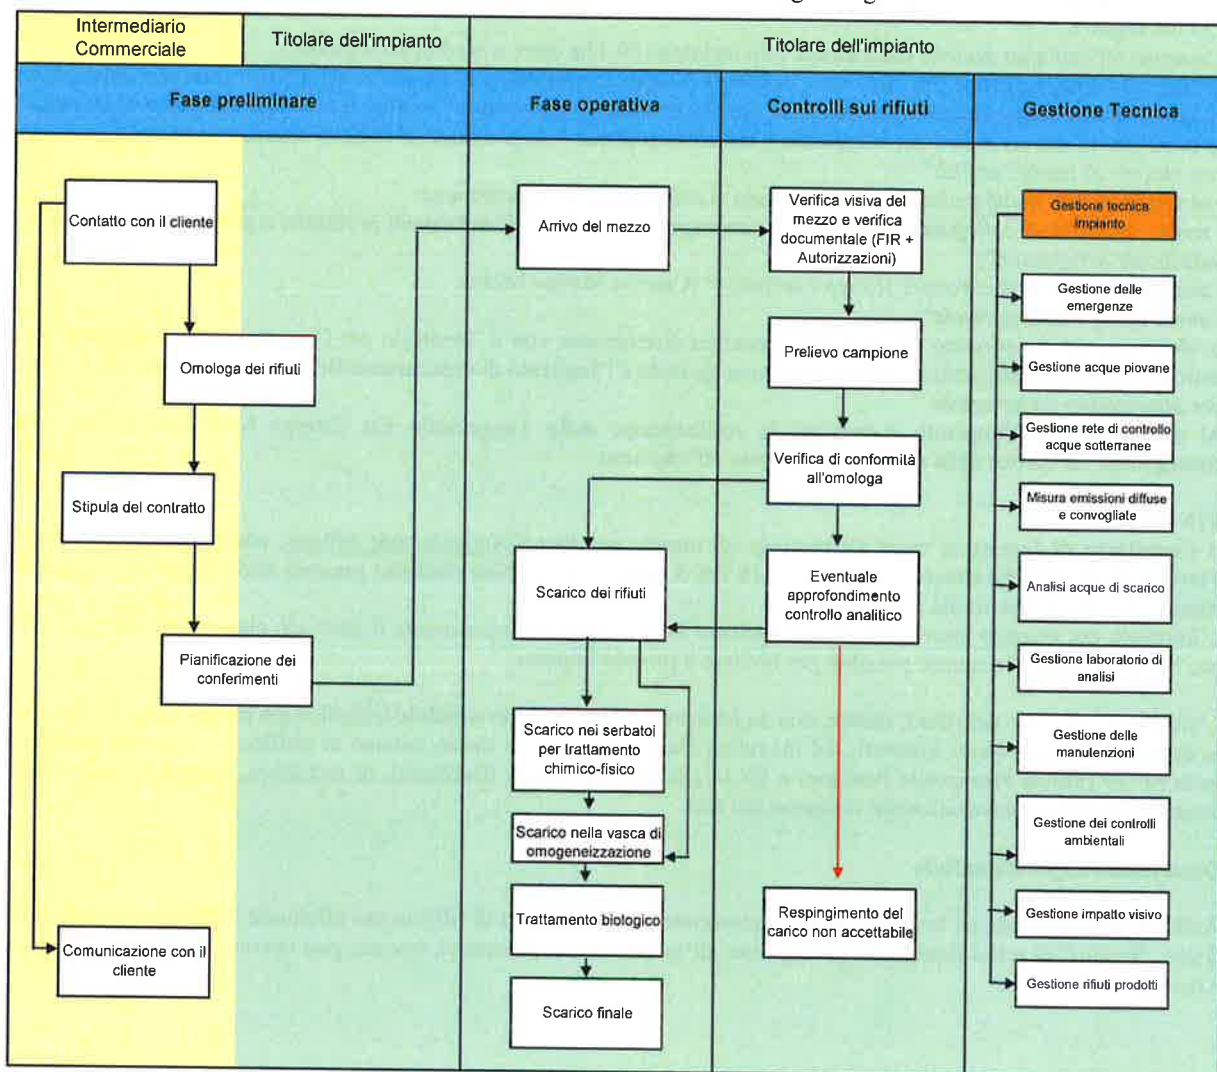 Intermediario
Commerciale
Titolare dell'impianto
Titolare dell'impianto
Fase preliminare
Fase operativa
Controlli sui rifiuti
Gestione Tecnica
Contatto con il cliente
Omologa dei rifiuti
Stipula del contratto
Pianificazione dei
conferimenti
Comunicazione con il
cliente
Arrivo del mezzo
Scarico dei rifiuti
Scarico nei serbatoi
per trattamento
chimico-fisico
Scarico nella vasca di
omogeneizzazione
Trattamento biologico
Scarico finale
Verifica visiva del
mezzo e verifica
documentale (FIR +
Autorizzazioni)
Prelievo campione
Verifica di conformità
all'omologa
Eventuale
approfondimento
controllo analitico
Respingimento del
carico non accettabile
Gestione tecnica
impianto
Gestione delle
emergenze
Gestione acque piovane
Gestione rete di controllo
acque sotterranee
Misura emissioni diffuse
e convogliate
Analisi acque di scarico
Gestione laboratorio di
analisi
Gestione delle
manutenzioni
Gestione dei controlli
ambientali
Gestione impatto visivo
Gestione rifiuti prodotti